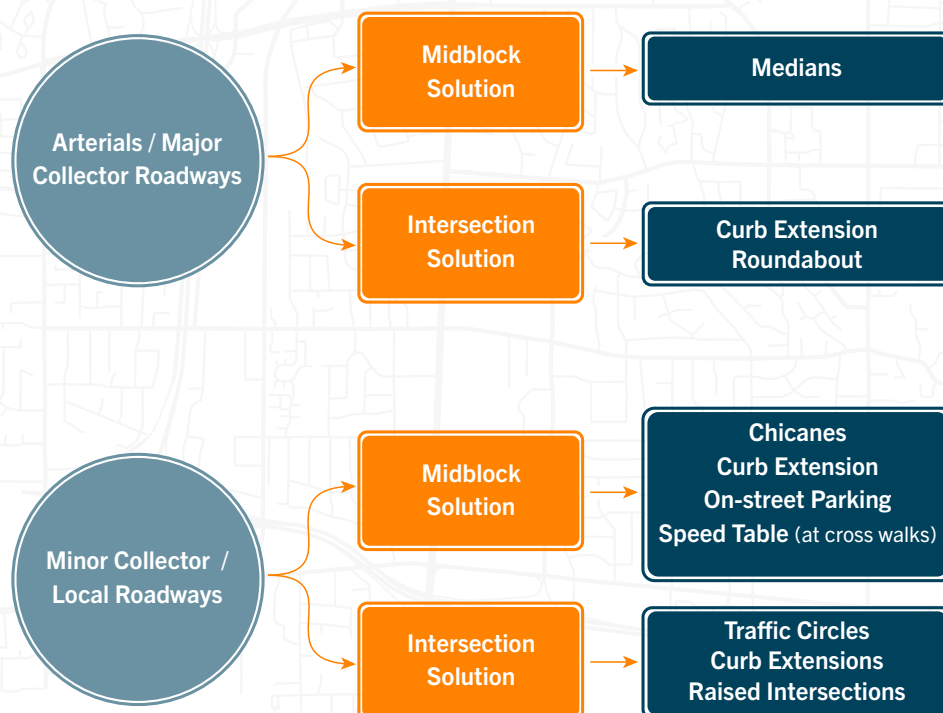 Arterials / Major
Collector Roadways
Midblock
Solution
Medians
Intersection
Solution
Curb Extension
Roundabout
Minor Collector /
Local Roadways
Midblock
Solution
Chicanes
Curb Extension
On-street Parking
Speed Table (at cross walks)
Intersection
Solution
Traffic Circles
Curb Extensions
Raised Intersections